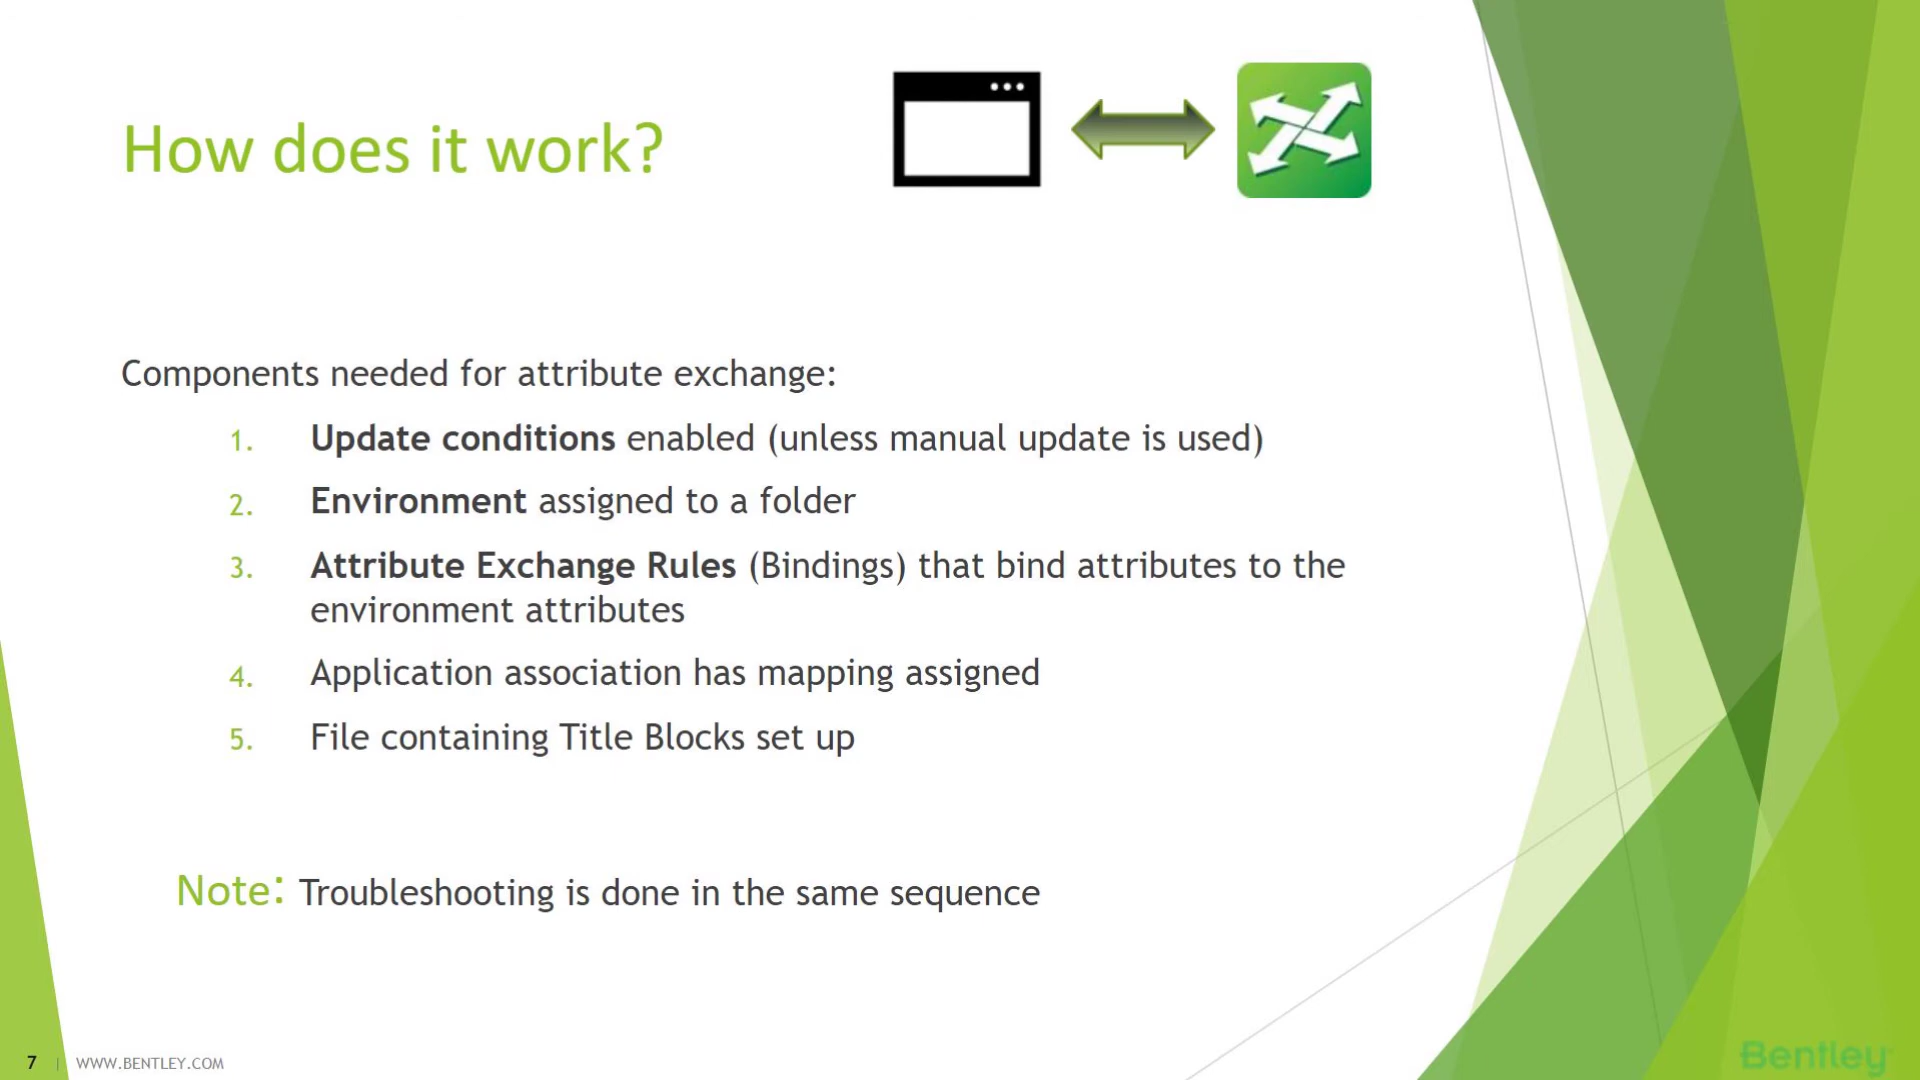 How does it work?
Components needed for attribute exchange:
1. Update conditions enabled (unless manual update is used)
2. Environment assigned to a folder
3. Attribute Exchange Rules (Bindings) that bind attributes to the
environment attributes
4. Application association has mapping assigned
5. File containing Title Blocks set up
Note: Troubleshooting is done in the same sequence
7 | WWW.BENTLEY.COM
Bentley